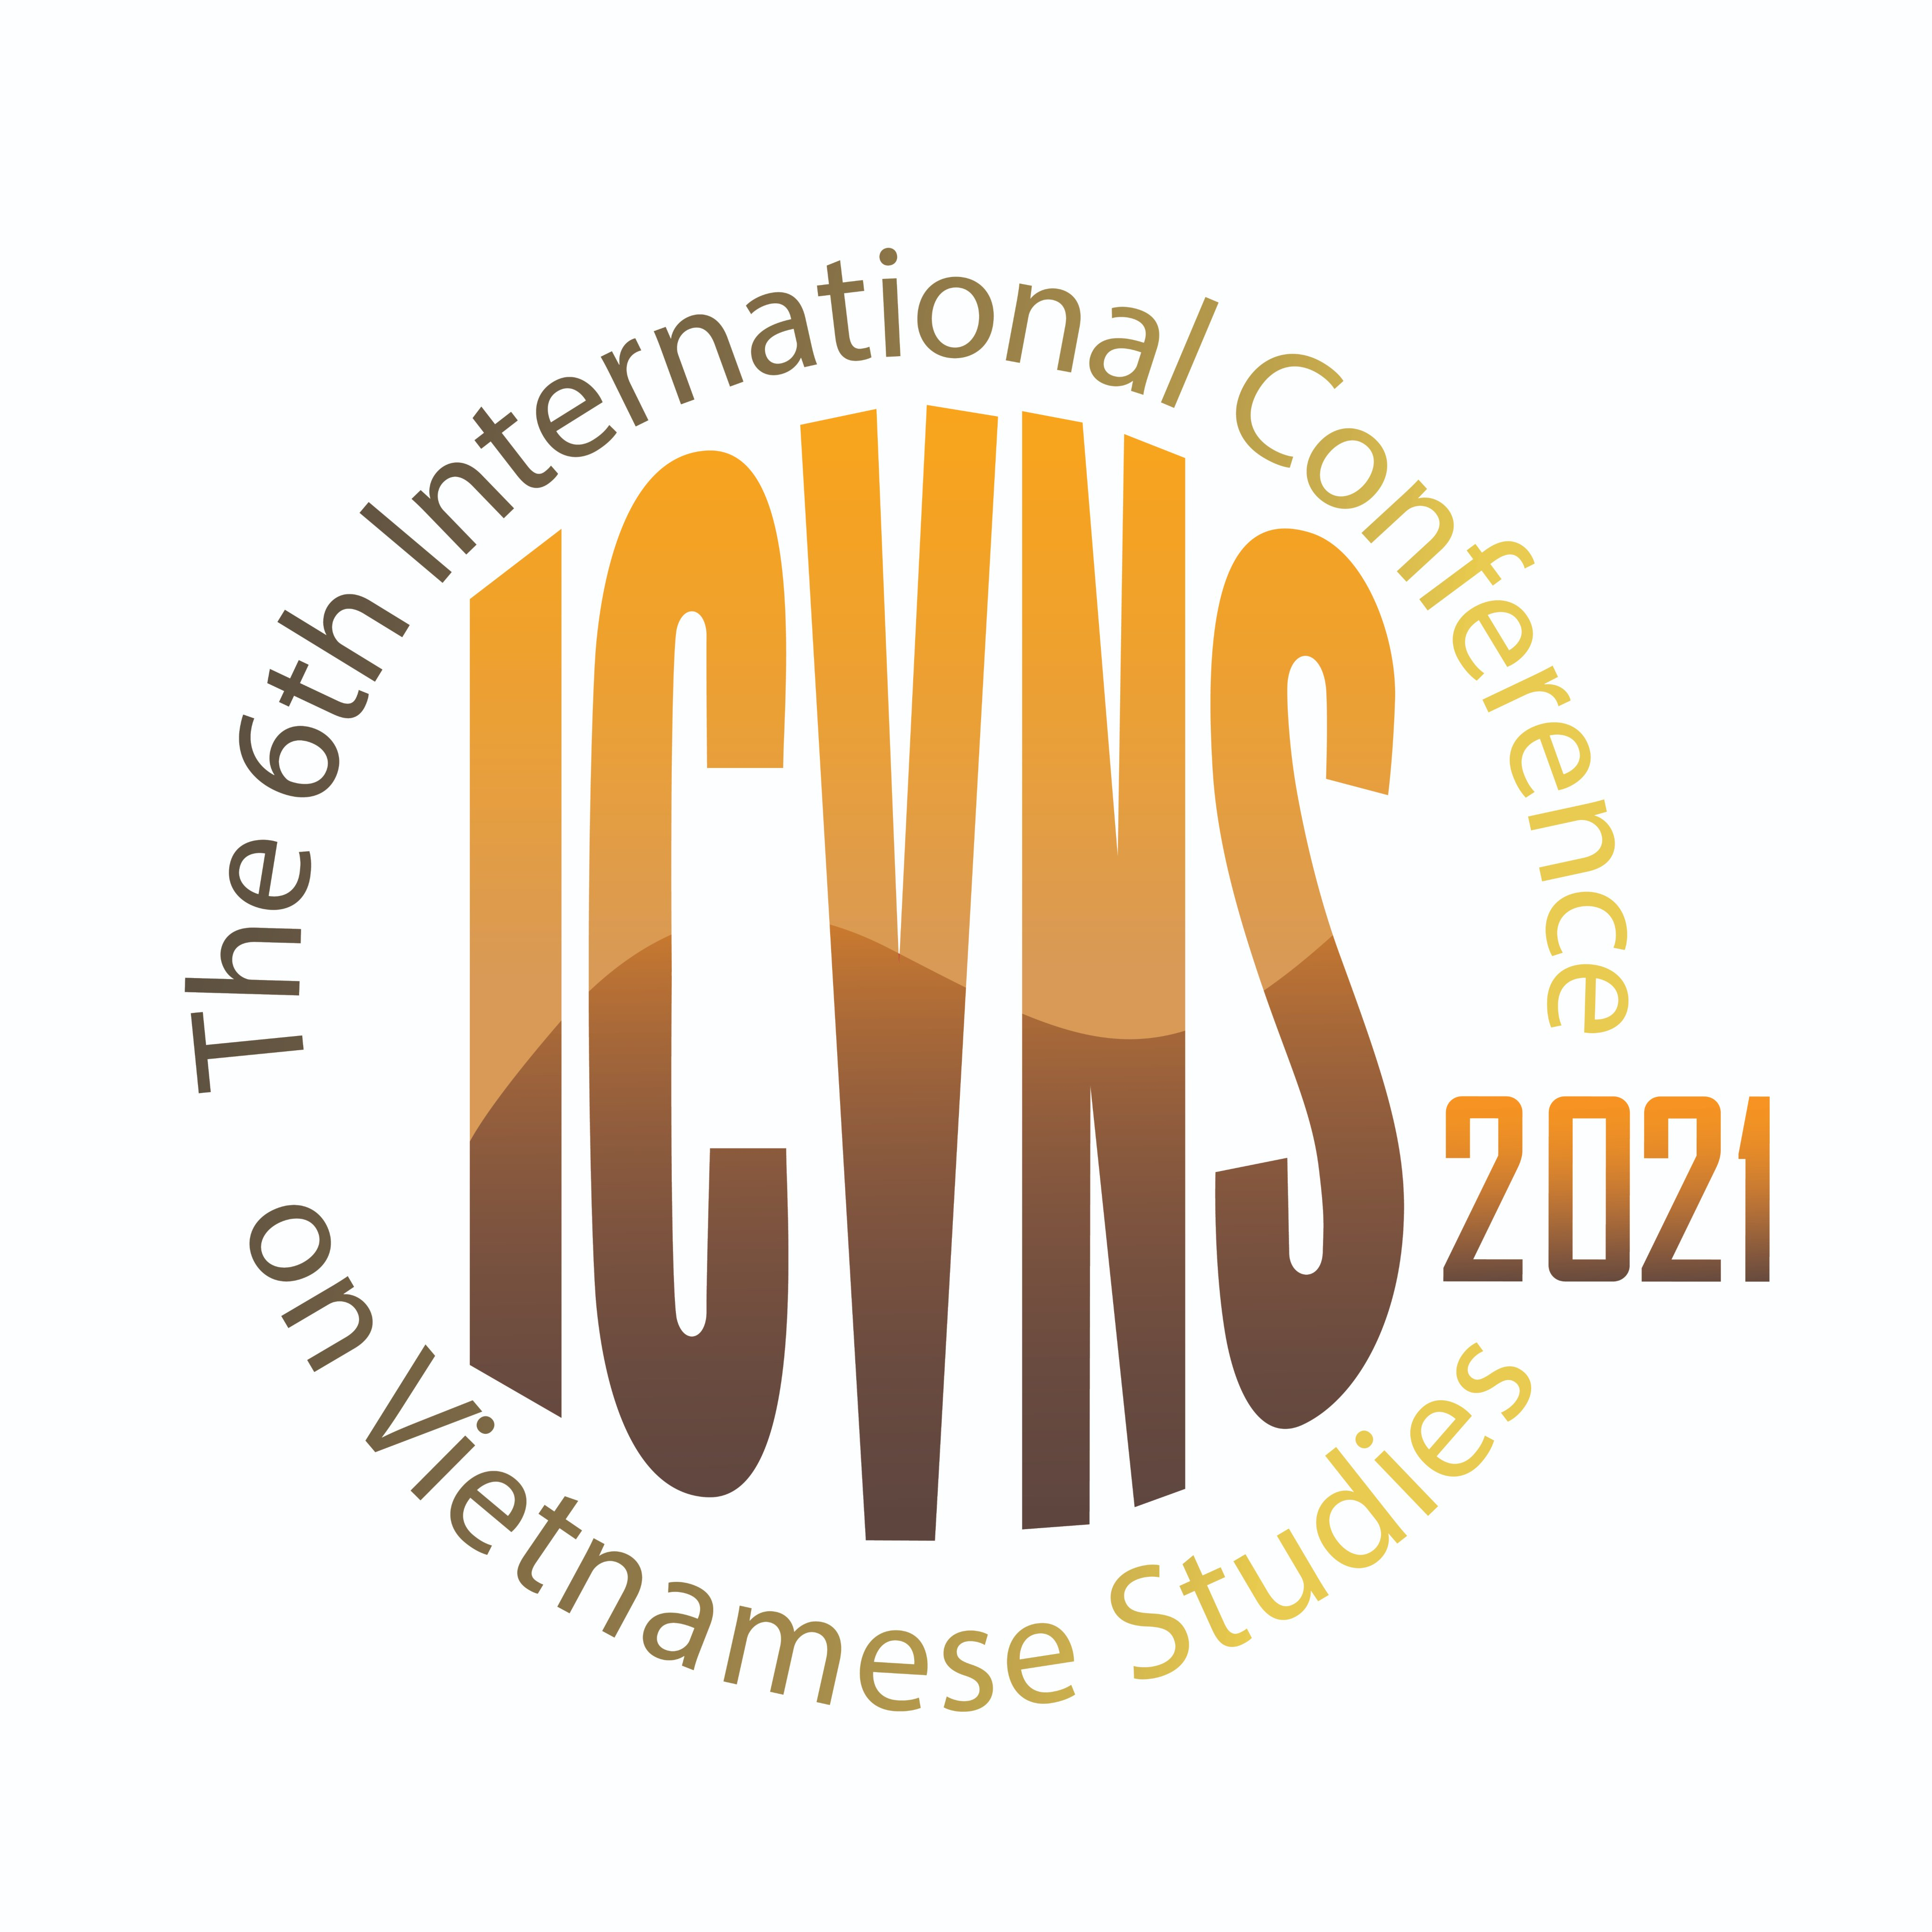 The 6th International Conference
ICVNS
2021
on Vietnamese Studies